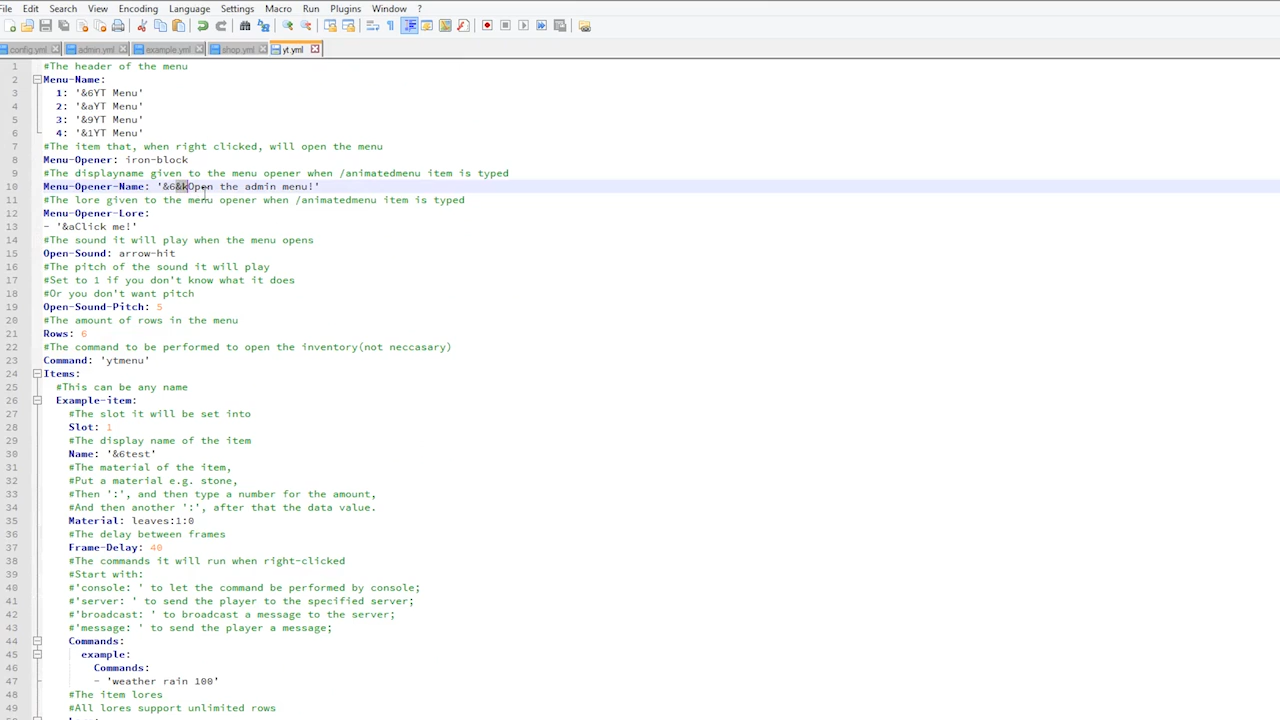 File Edit Search View Encoding Language Settings Macro Run Plugins Window ?
config.yml admin.yml example.yml shop.yml yt.yml
1 #The header of the menu
2 Menu-Name:
3 1: '&6YT Menu'
4 2: '&aYT Menu'
5 3: '&9YT Menu'
6 4: '&1YT Menu'
7 #The item that, when right clicked, will open the menu
8 Menu-Opener: iron-block
9 #The displayname given to the menu opener when /animatedmenu item is typed
10 Menu-Opener-Name: '&6&kOpen the admin menu!'
11 #The lore given to the menu opener when /animatedmenu item is typed
12 Menu-Opener-Lore:
13 - '&aClick me!'
14 #The sound it will play when the menu opens
15 Open-Sound: arrow-hit
16 #The pitch of the sound it will play
17 #Set to 1 if you don't know what it does
18 #Or you don't want pitch
19 Open-Sound-Pitch: 5
20 #The amount of rows in the menu
21 Rows: 6
22 #The command to be performed to open the inventory(not neccasary)
23 Command: 'ytmenu'
24 Items:
25 #This can be any name
26 Example-item:
27 #The slot it will be set into
28 Slot: 1
29 #The display name of the item
30 Name: '&6test'
31 #The material of the item,
32 #Put a material e.g. stone,
33 #Then ':', and then type a number for the amount,
34 #And then another ':', after that the data value.
35 Material: leaves:1:0
36 #The delay between frames
37 Frame-Delay: 40
38 #The commands it will run when right-clicked
39 #Start with:
40 #'console: ' to let the command be performed by console;
41 #'server: ' to send the player to the specified server;
42 #'broadcast: ' to broadcast a message to the server;
43 #'message: ' to send the player a message;
44 Commands:
45 example:
46 Commands:
47 - 'weather rain 100'
48 #The item lores
49 #All lores support unlimited rows